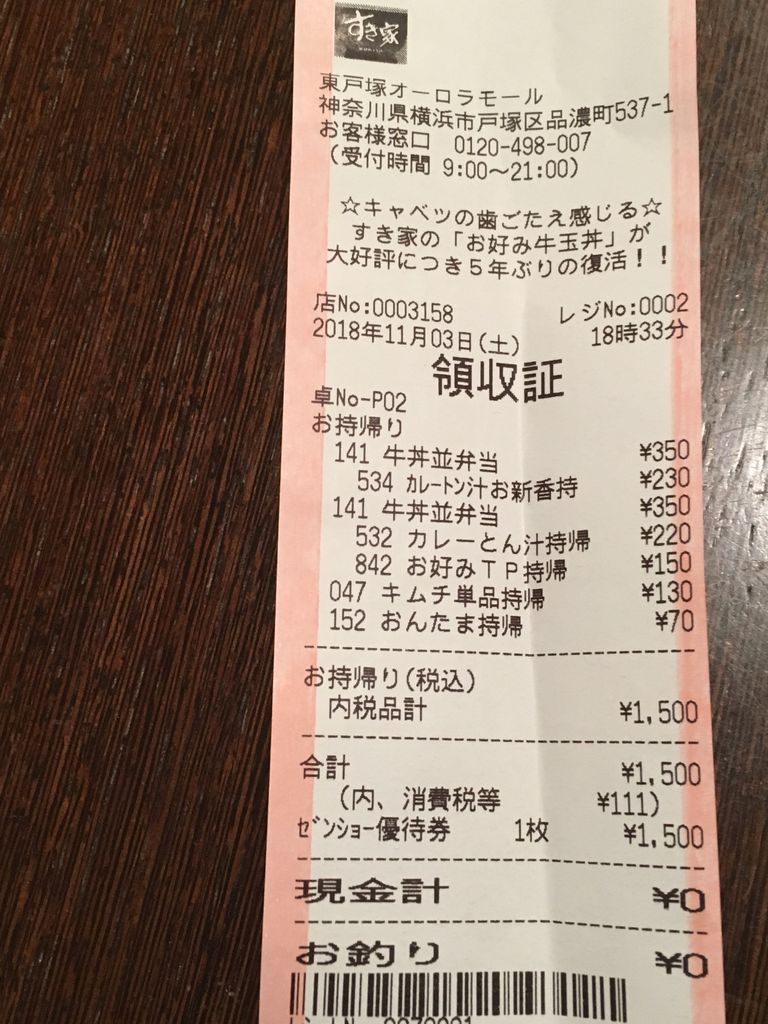 すき家
東戸塚オーロラモール
神奈川県横浜市戸塚区品濃町537-1
お客様窓口 0120-498-007
(受付時間 9:00～21:00)
☆キャベツの歯ごたえ感じる☆
すき家の「お好み牛玉丼」が
大好評につき5年ぶりの復活！！
店No:0003158 レジNo:0002
2018年11月03日(土) 18時33分
領収証
卓No-P02
お持帰り
141 牛丼並弁当 ¥350
534 ｶﾚｰﾄﾝ汁お新香持 ¥230
141 牛丼並弁当 ¥350
532 カレーとん汁持帰 ¥220
842 お好みＴＰ持帰 ¥150
047 キムチ単品持帰 ¥130
152 おんたま持帰 ¥70
お持帰り(税込)
内税品計 ¥1,500
合計 ¥1,500
(内、消費税等 ¥111)
ｾﾞﾝｼｮｰ優待券 1枚 ¥1,500
現金計 ¥0
お釣り ¥0